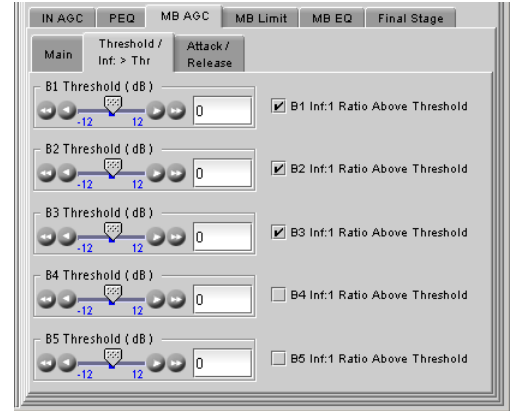 IN AGC PEQ MB AGC MB Limit MB EQ Final Stage
Main Threshold / Inf: > Thr Attack / Release
B1 Threshold ( dB )
-12 12 0 B1 Inf:1 Ratio Above Threshold
B2 Threshold ( dB )
-12 12 0 B2 Inf:1 Ratio Above Threshold
B3 Threshold ( dB )
-12 12 0 B3 Inf:1 Ratio Above Threshold
B4 Threshold ( dB )
-12 12 0 B4 Inf:1 Ratio Above Threshold
B5 Threshold ( dB )
-12 12 0 B5 Inf:1 Ratio Above Threshold